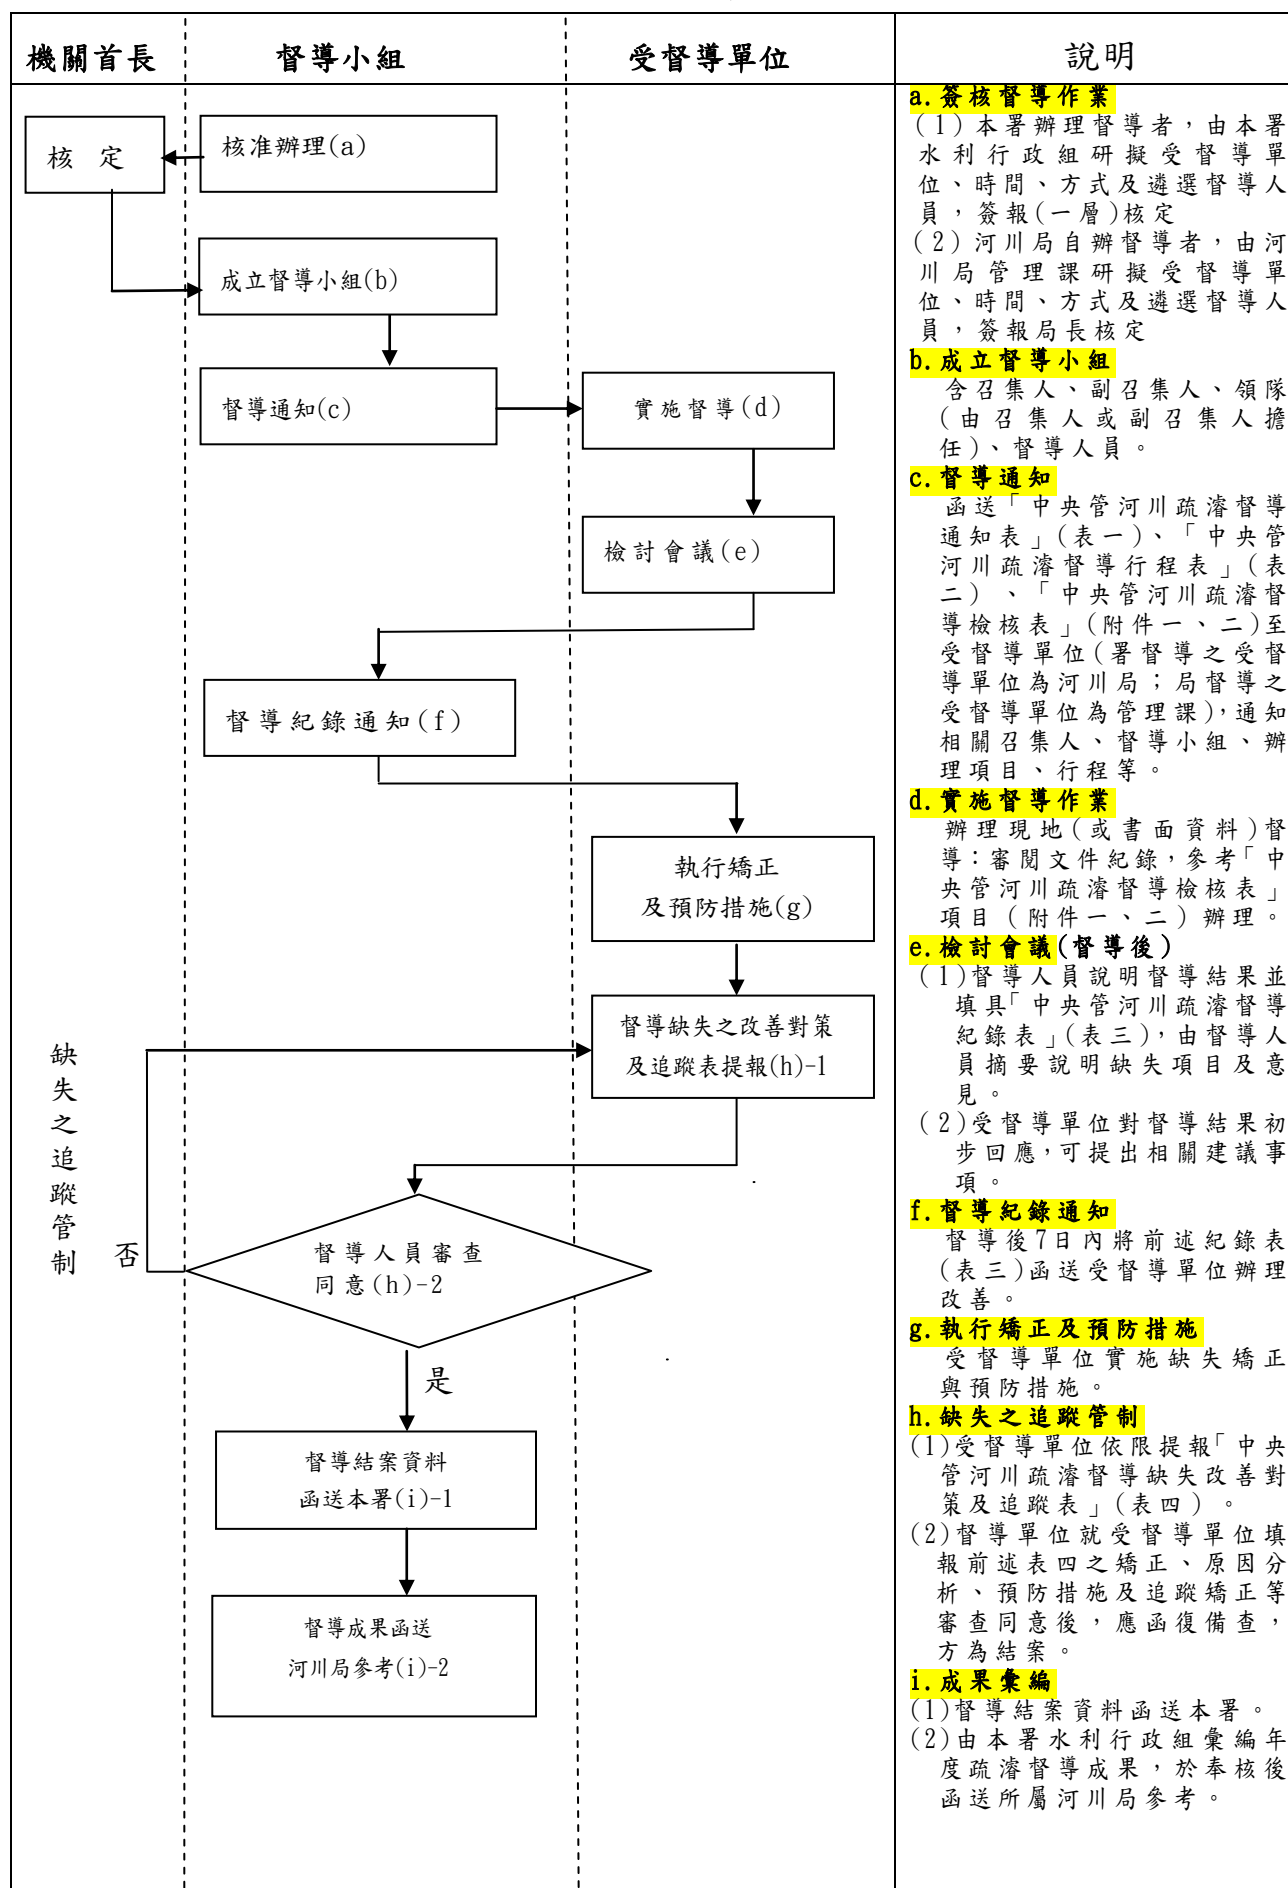 機關首長
督導小組
受督導單位
說明
核定
核准辦理(a)
成立督導小組(b)
督導通知(c)
實施督導(d)
檢討會議(e)
督導紀錄通知(f)
執行矯正
及預防措施(g)
督導缺失之改善對策
及追蹤表提報(h)-1
缺失之追蹤管制
否
督導人員審查
同意(h)-2
是
督導結案資料
函送本署(i)-1
督導成果函送
河川局參考(i)-2
a.簽核督導作業
(1)本署辦理督導者，由本署
水利行政組研擬受督導單
位、時間、方式及遴選督導人
員，簽報(一層)核定
(2)河川局自辦督導者，由河
川局管理課研擬受督導單
位、時間、方式及遴選督導人
員，簽報局長核定
b.成立督導小組
含召集人、副召集人、領隊
(由召集人或副召集人擔
任)、督導人員。
c.督導通知
函送「中央管河川疏濬督導
通知表」(表一)、「中央管
河川疏濬督導行程表」(表
二)、「中央管河川疏濬督
導檢核表」(附件一、二)至
受督導單位(署督導之受督
導單位為河川局；局督導之
受督導單位為管理課)，通知
相關召集人、督導小組、辦
理項目、行程等。
d.實施督導作業
辦理現地(或書面資料)督
導：審閱文件紀錄，參考「中
央管河川疏濬督導檢核表」
項目（附件一、二）辦理。
e.檢討會議(督導後)
(1)督導人員說明督導結果並
填具「中央管河川疏濬督導
紀錄表」(表三)，由督導人
員摘要說明缺失項目及意
見。
(2)受督導單位對督導結果初
步回應，可提出相關建議事
項。
f.督導紀錄通知
督導後7日內將前述紀錄表
(表三)函送受督導單位辦理
改善。
g.執行矯正及預防措施
受督導單位實施缺失矯正
與預防措施。
h.缺失之追蹤管制
(1)受督導單位依限提報「中央
管河川疏濬督導缺失改善對
策及追蹤表」(表四)。
(2)督導單位就受督導單位填
報前述表四之矯正、原因分
析、預防措施及追蹤矯正等
審查同意後，應函復備查，
方為結案。
i.成果彙編
(1)督導結案資料函送本署。
(2)由本署水利行政組彙編年
度疏濬督導成果，於奉核後
函送所屬河川局參考。